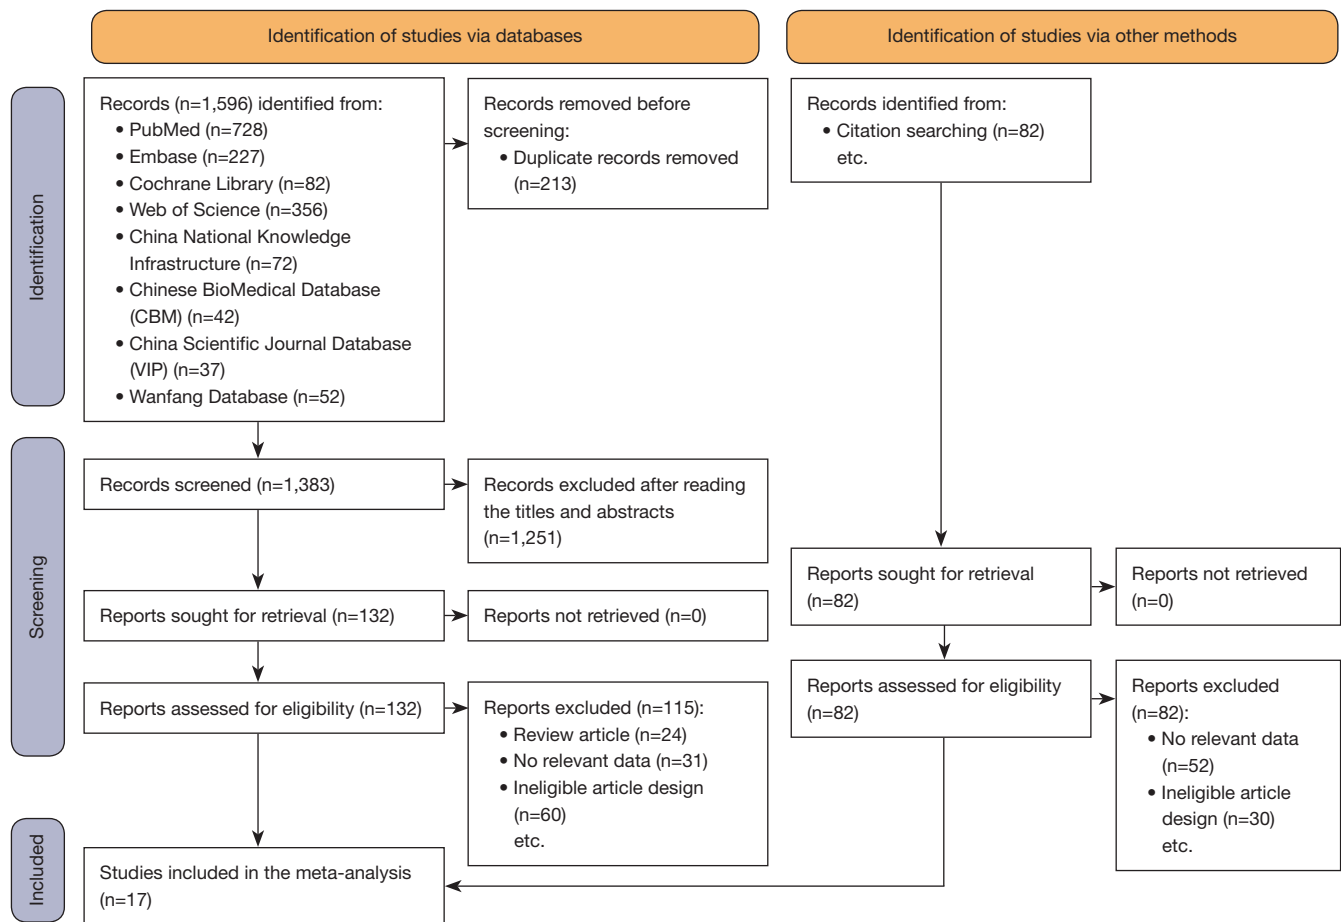 Identification of studies via databases
Identification of studies via other methods
Identification
Records (n=1,596) identified from:
• PubMed (n=728)
• Embase (n=227)
• Cochrane Library (n=82)
• Web of Science (n=356)
• China National Knowledge
Infrastructure (n=72)
• Chinese BioMedical Database
(CBM) (n=42)
• China Scientific Journal Database
(VIP) (n=37)
• Wanfang Database (n=52)
Records removed before
screening:
• Duplicate records removed
(n=213)
Records identified from:
• Citation searching (n=82)
etc.
Screening
Records screened (n=1,383)
Records excluded after reading
the titles and abstracts
(n=1,251)
Reports sought for retrieval (n=132)
Reports not retrieved (n=0)
Reports sought for retrieval
(n=82)
Reports not retrieved
(n=0)
Reports assessed for eligibility (n=132)
Reports excluded (n=115):
• Review article (n=24)
• No relevant data (n=31)
• Ineligible article design
(n=60)
etc.
Reports assessed for eligibility
(n=82)
Reports excluded
(n=82):
• No relevant data
(n=52)
• Ineligible article
design (n=30)
etc.
Included
Studies included in the meta-analysis
(n=17)